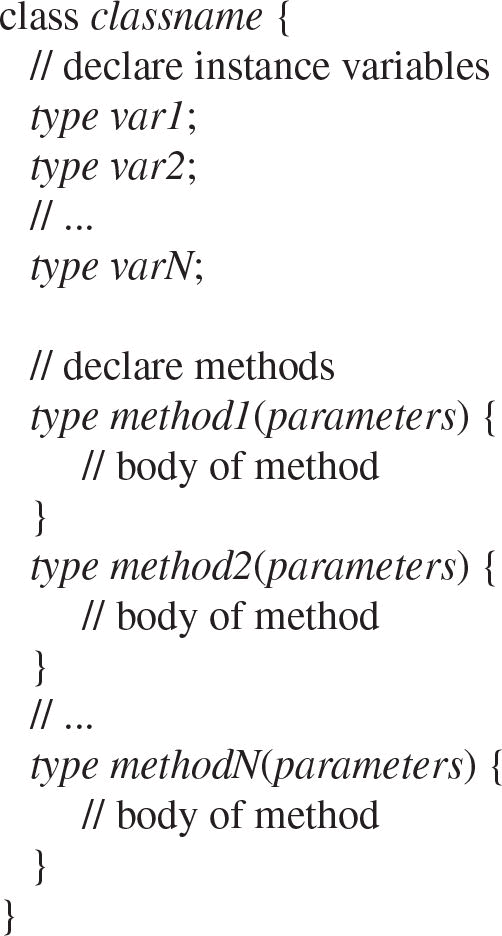 class classname {
// declare instance variables
type var1;
type var2;
// ...
type varN;
// declare methods
type method1(parameters) {
// body of method
}
type method2(parameters) {
// body of method
}
// ...
type methodN(parameters) {
// body of method
}
}